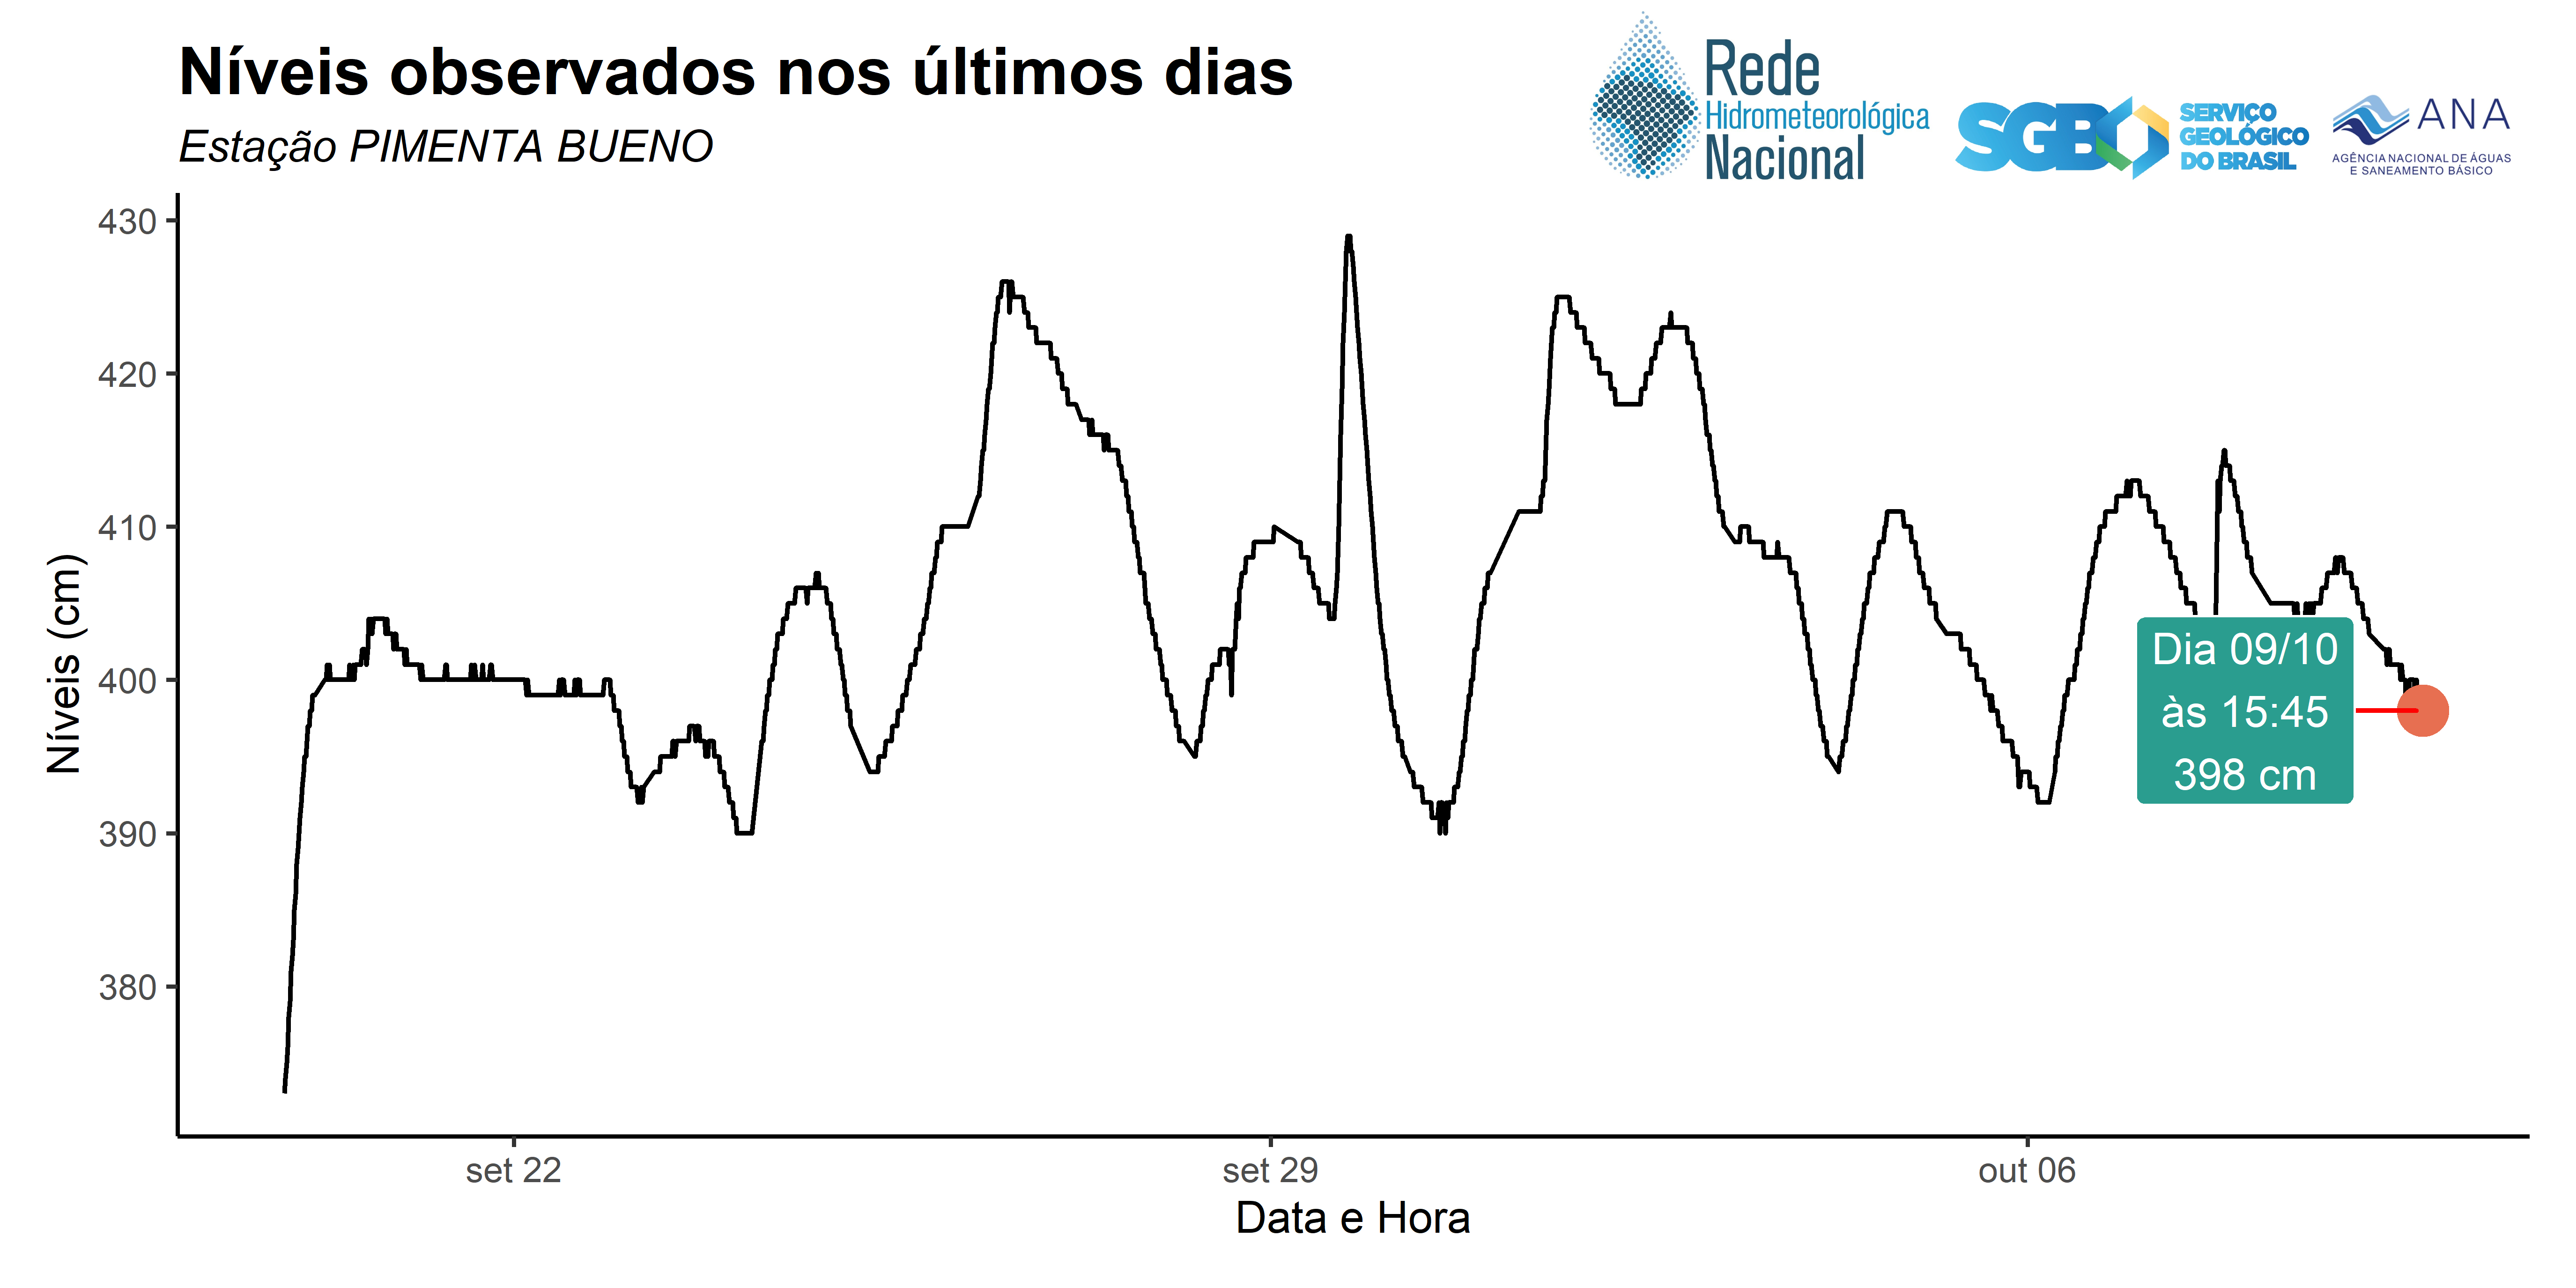 Níveis observados nos últimos dias
Estação PIMENTA BUENO
Rede
Hidrometeorológica
Nacional
SGB
SERVIÇO
GEOLÓGICO
DO BRASIL
ANA
AGÊNCIA NACIONAL DE ÁGUAS
E SANEAMENTO BÁSICO
Níveis (cm)
430
420
410
400
390
380
Dia 09/10
às 15:45
398 cm
set 22
set 29
out 06
Data e Hora